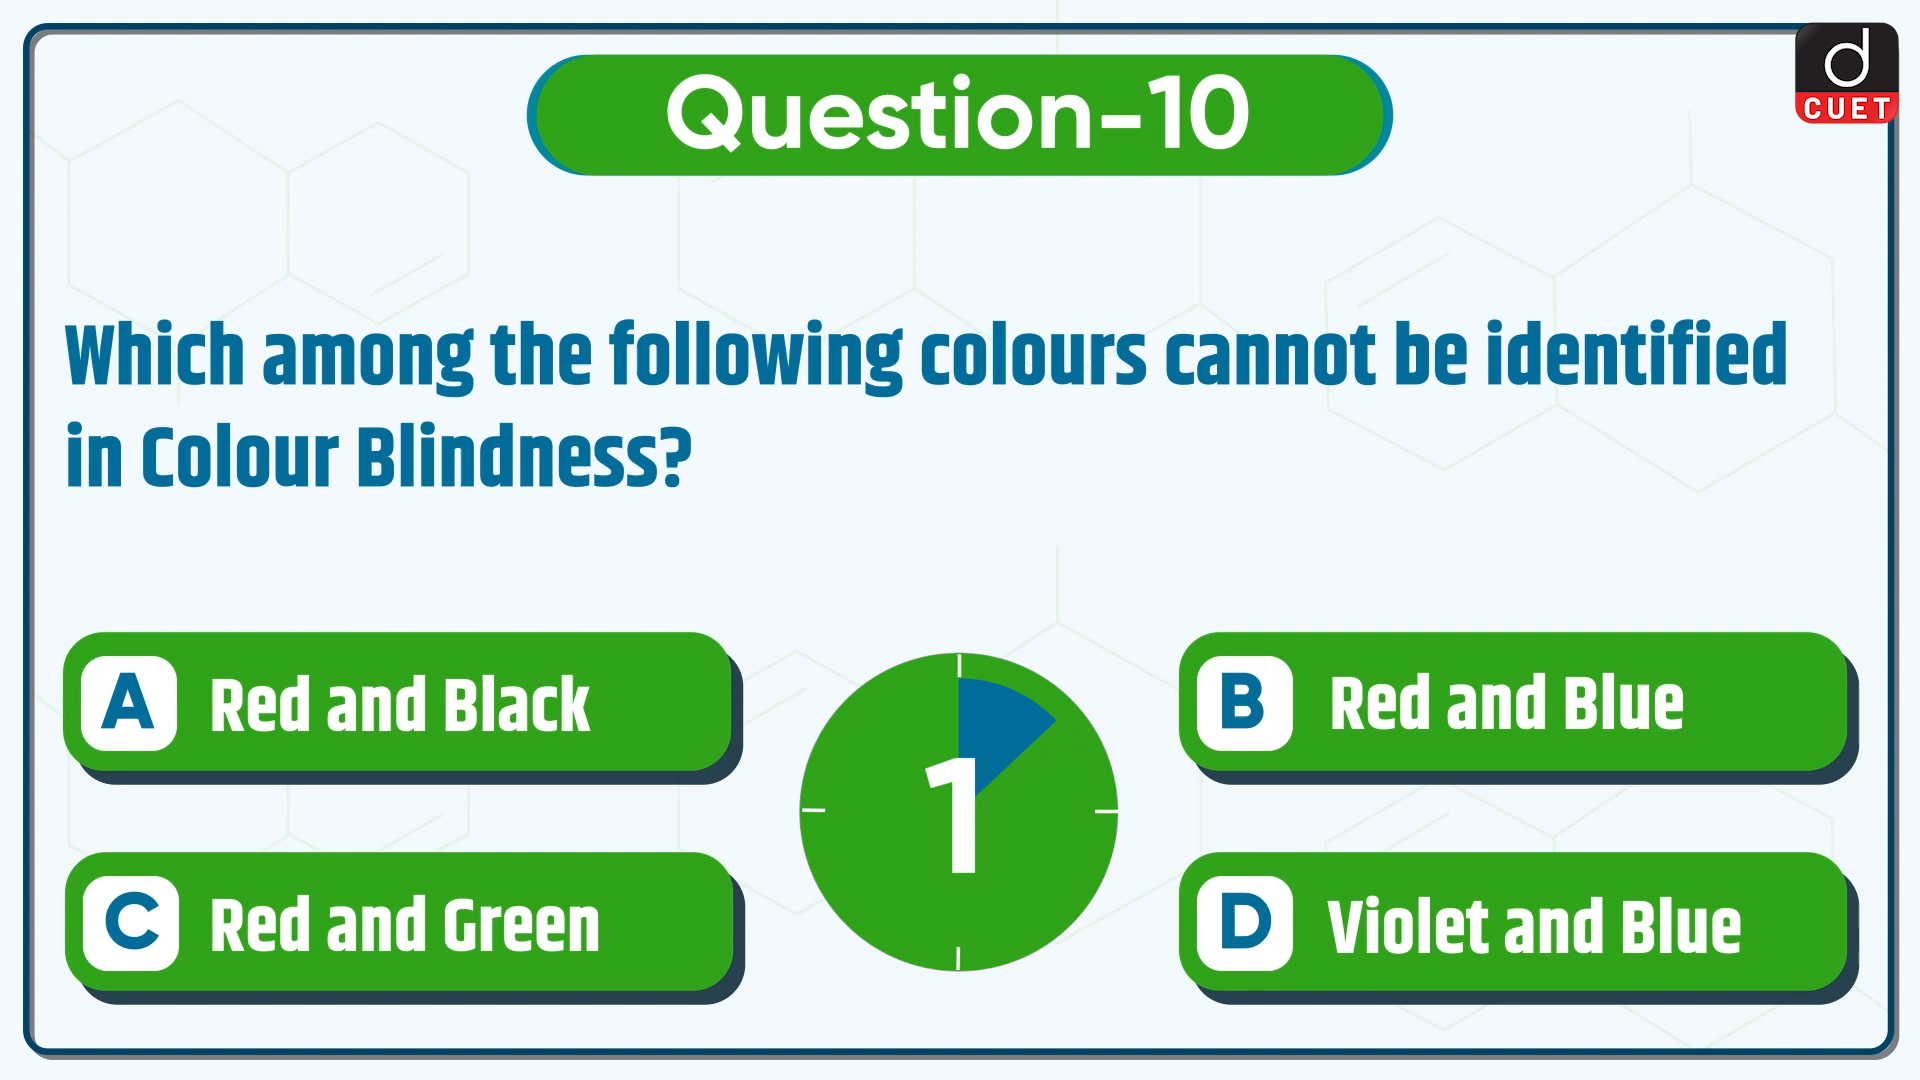 d
CUET
Question-10
Which among the following colours cannot be identified
in Colour Blindness?
A Red and Black
B Red and Blue
1
C Red and Green
D Violet and Blue